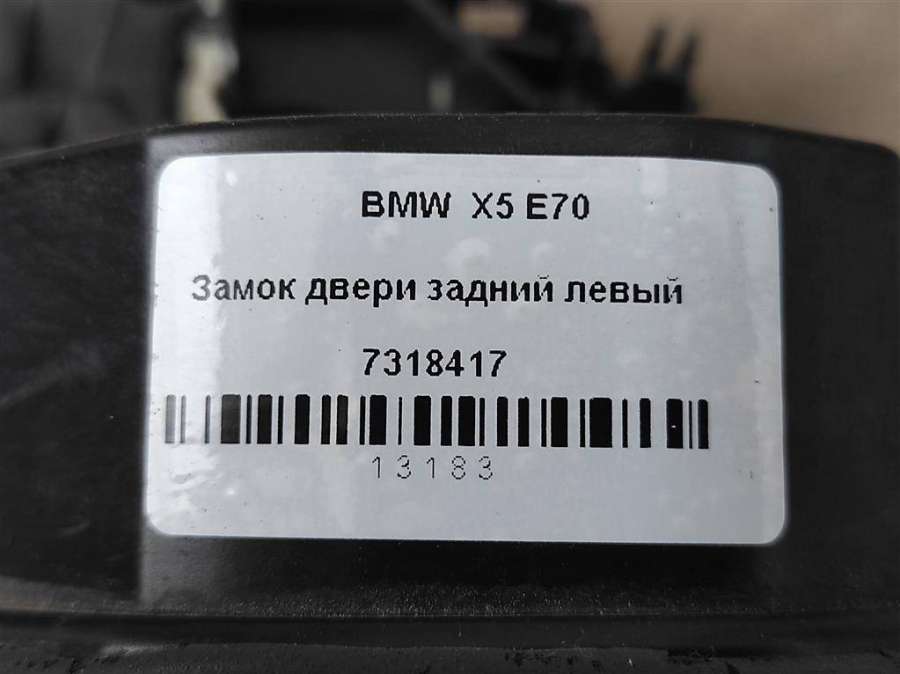 BMW X5 E70
Замок двери задний левый
7318417
13183